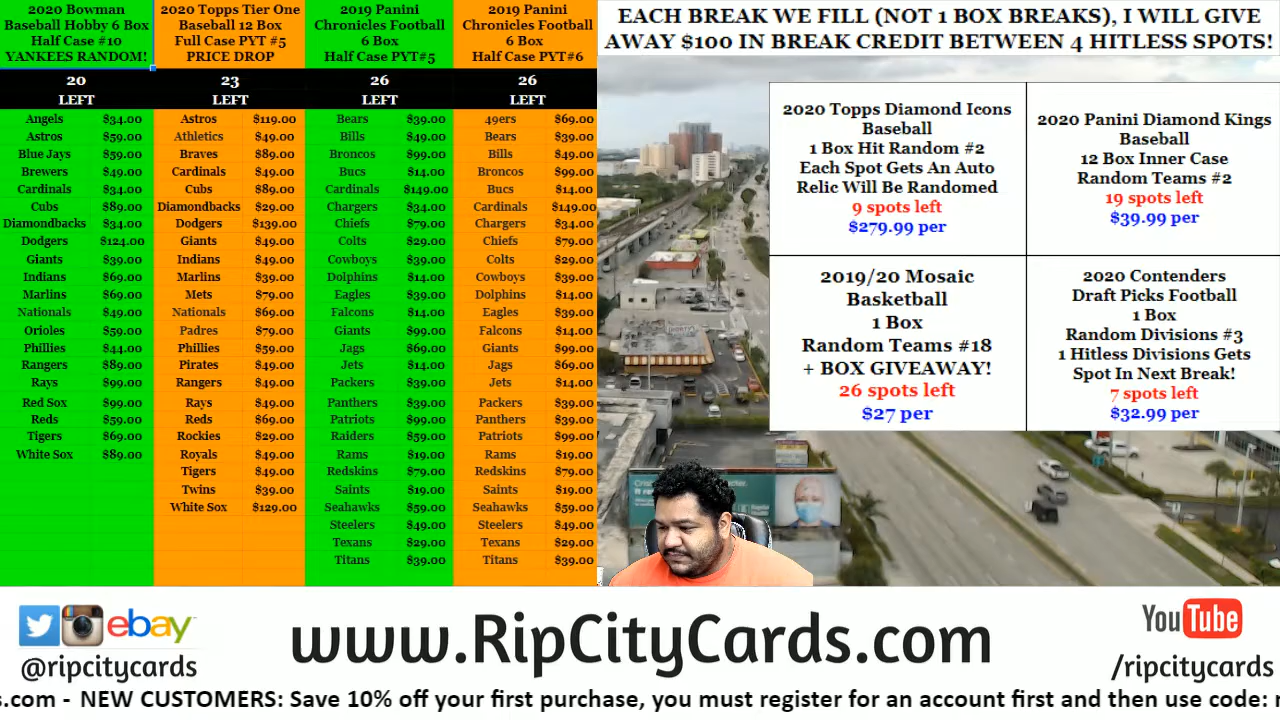 2020 Bowman
Baseball Hobby 6 Box
Half Case #10
YANKEES RANDOM!
20
LEFT
Angels $34.00
Astros $59.00
Blue Jays $59.00
Brewers $49.00
Cardinals $34.00
Cubs $89.00
Diamondbacks $34.00
Dodgers $124.00
Giants $39.00
Indians $69.00
Marlins $69.00
Nationals $49.00
Orioles $59.00
Phillies $44.00
Rangers $89.00
Rays $99.00
Red Sox $99.00
Reds $59.00
Tigers $69.00
White Sox $89.00
2020 Topps Tier One
Baseball 12 Box
Full Case PYT #5
PRICE DROP
23
LEFT
Astros $119.00
Athletics $49.00
Braves $89.00
Cardinals $49.00
Cubs $89.00
Diamondbacks $29.00
Dodgers $139.00
Giants $49.00
Indians $49.00
Marlins $39.00
Mets $79.00
Nationals $69.00
Padres $79.00
Phillies $59.00
Pirates $49.00
Rangers $49.00
Rays $49.00
Reds $69.00
Rockies $29.00
Royals $49.00
Tigers $49.00
Twins $39.00
White Sox $129.00
2019 Panini
Chronicles Football
6 Box
Half Case PYT#5
26
LEFT
Bears $39.00
Bills $49.00
Broncos $99.00
Bucs $14.00
Cardinals $149.00
Chargers $34.00
Chiefs $79.00
Colts $29.00
Cowboys $39.00
Dolphins $14.00
Eagles $39.00
Falcons $14.00
Giants $99.00
Jags $69.00
Jets $14.00
Packers $39.00
Panthers $39.00
Patriots $99.00
Raiders $59.00
Rams $19.00
Redskins $79.00
Saints $19.00
Seahawks $59.00
Steelers $49.00
Texans $29.00
Titans $39.00
2019 Panini
Chronicles Football
6 Box
Half Case PYT#6
26
LEFT
49ers $69.00
Bears $39.00
Bills $49.00
Broncos $99.00
Bucs $14.00
Cardinals $149.00
Chargers $34.00
Chiefs $79.00
Colts $29.00
Cowboys $39.00
Dolphins $14.00
Eagles $39.00
Falcons $14.00
Giants $99.00
Jags $69.00
Jets $14.00
Packers $39.00
Panthers $39.00
Patriots $99.00
Rams $19.00
Redskins $79.00
Saints $19.00
Seahawks $59.00
Steelers $49.00
Texans $29.00
Titans $39.00
EACH BREAK WE FILL (NOT 1 BOX BREAKS), I WILL GIVE
AWAY $100 IN BREAK CREDIT BETWEEN 4 HITLESS SPOTS!
2020 Topps Diamond Icons
Baseball
1 Box Hit Random #2
Each Spot Gets An Auto
Relic Will Be Randomed
9 spots left
$279.99 per
2020 Panini Diamond Kings
Baseball
12 Box Inner Case
Random Teams #2
19 spots left
$39.99 per
2019/20 Mosaic
Basketball
1 Box
Random Teams #18
+ BOX GIVEAWAY!
26 spots left
$27 per
2020 Contenders
Draft Picks Football
1 Box
Random Divisions #3
1 Hitless Divisions Gets
Spot In Next Break!
7 spots left
$32.99 per
ebay
@ripcitycards
www.RipCityCards.com
YouTube
/ripcitycards
s.com - NEW CUSTOMERS: Save 10% off your first purchase, you must register for an account first and then use code: